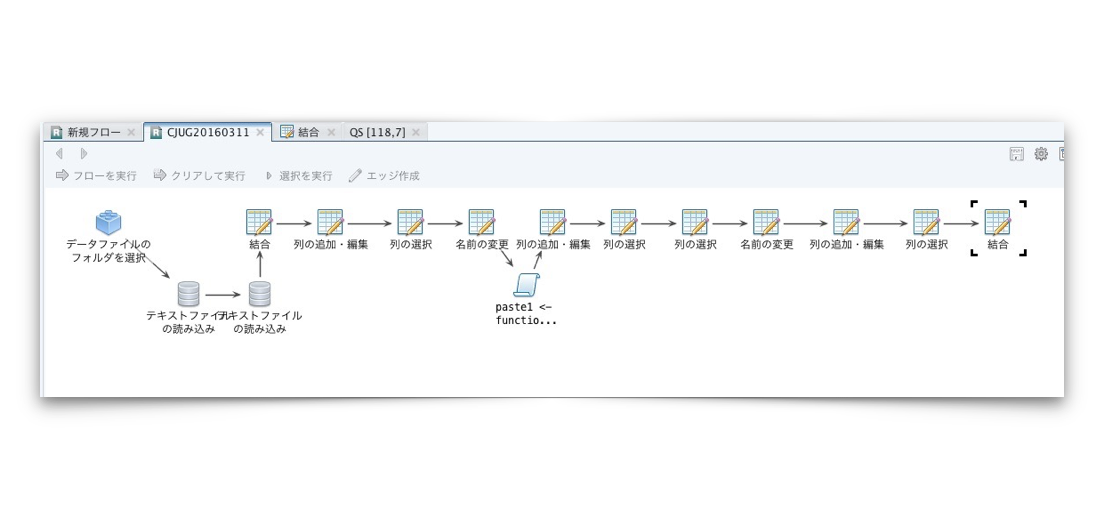 新規フロー
CJUG20160311
結合
QS [118,7]
フローを実行
クリアして実行
選択を実行
エッジ作成
データファイルの
フォルダを選択
テキストファイル
の読み込み
テキストファイル
の読み込み
結合
列の追加・編集
列の選択
名前の変更
paste1 <-
functio...
列の追加・編集
列の選択
列の選択
名前の変更
列の追加・編集
列の選択
結合